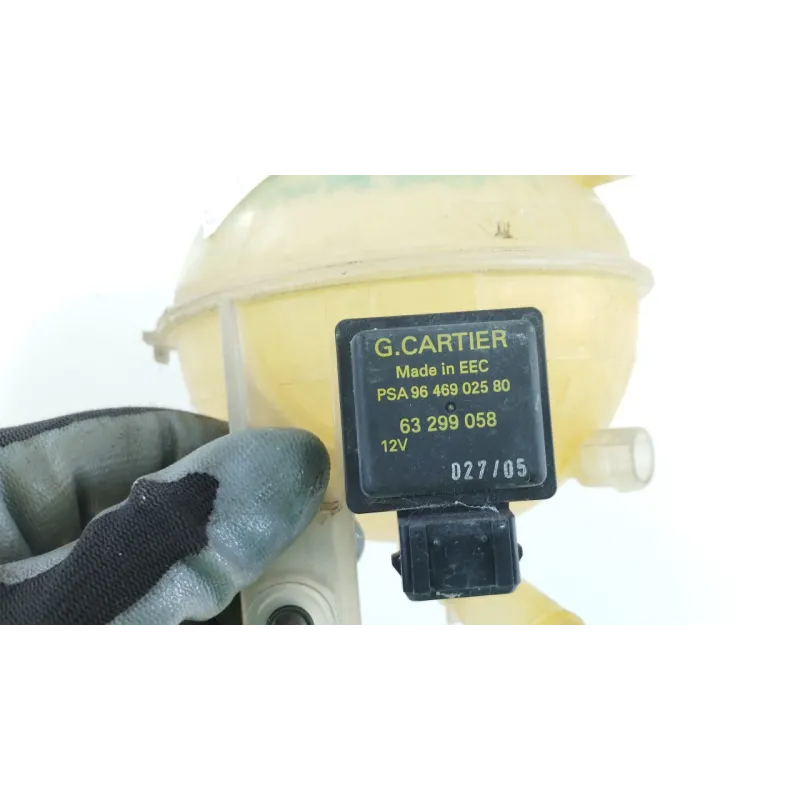 G.CARTIER
Made in EEC
PSA 96 469 025 80
63 299 058
12V
027/05